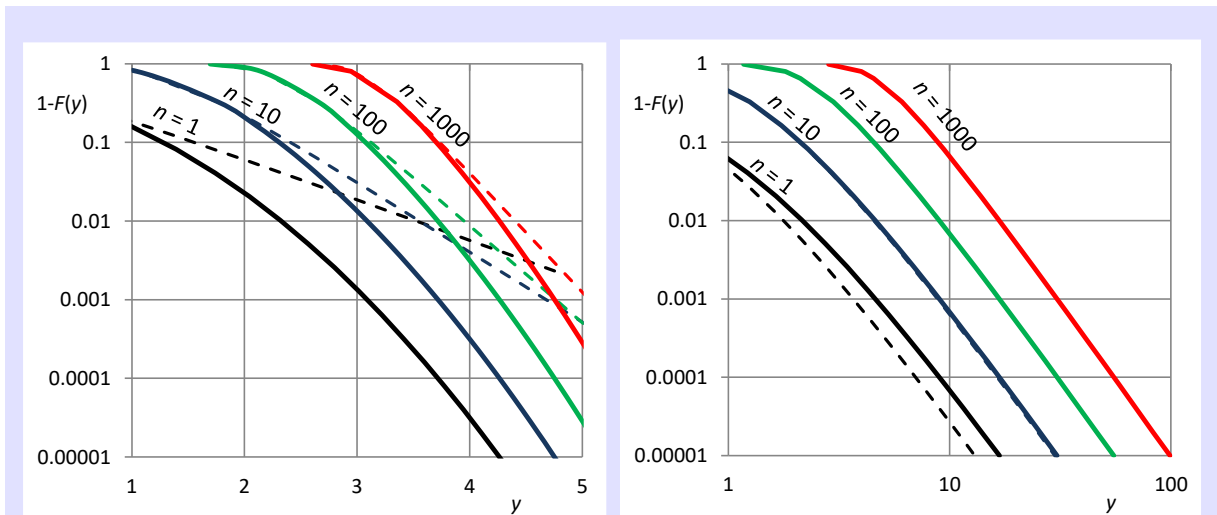 1
1-F(y)
0.1
0.01
0.001
0.0001
0.00001
n = 1
n = 10
n = 100
n = 1000
1 2 3 4 5
y
1
1-F(y)
0.1
0.01
0.001
0.0001
0.00001
n = 1
n = 10
n = 100
n = 1000
1 10 100
y